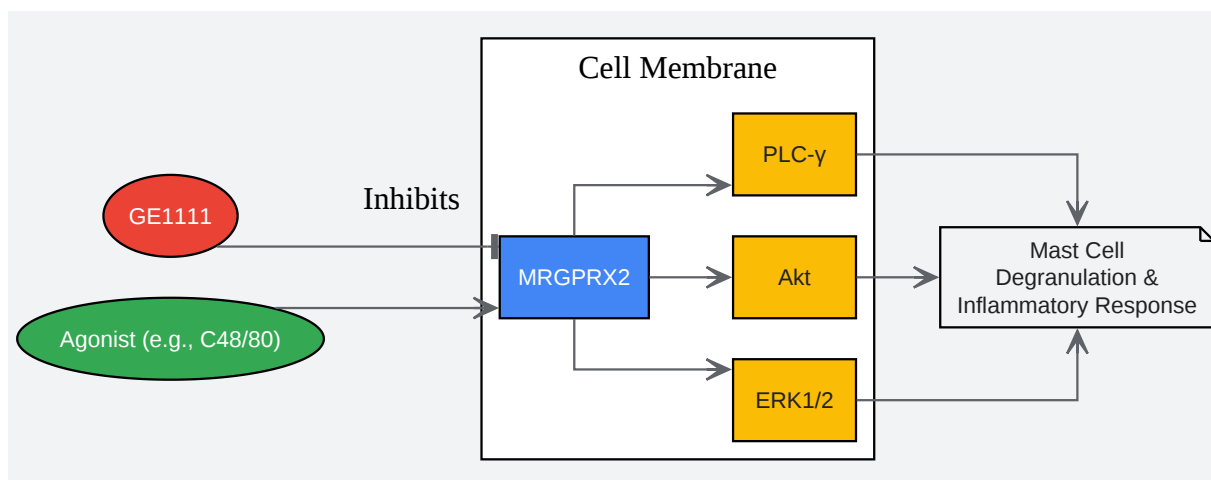 Cell Membrane
PLC-γ
Inhibits
GE1111
MRGPRX2
Akt
Mast Cell
Degranulation &
Inflammatory Response
Agonist (e.g., C48/80)
ERK1/2